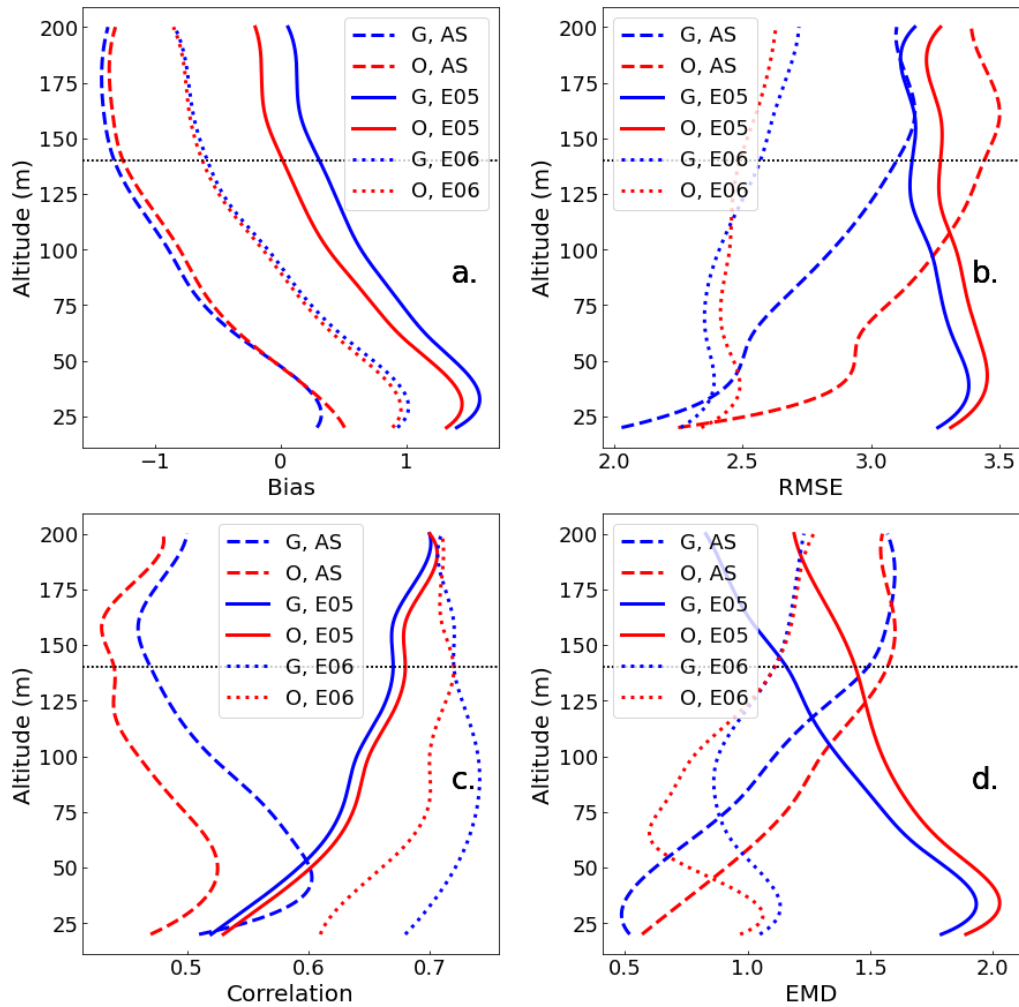 200
175
150
125
100
75
50
25
Altitude (m)
−1
0
1
Bias
G, AS
O, AS
G, E05
O, E05
G, E06
O, E06
a.
200
175
150
125
100
75
50
25
Altitude (m)
2.0
2.5
3.0
3.5
RMSE
G, AS
O, AS
G, E05
O, E05
G, E06
O, E06
b.
200
175
150
125
100
75
50
25
Altitude (m)
0.5
0.6
0.7
Correlation
G, AS
O, AS
G, E05
O, E05
G, E06
O, E06
c.
200
175
150
125
100
75
50
25
Altitude (m)
0.5
1.0
1.5
2.0
EMD
G, AS
O, AS
G, E05
O, E05
G, E06
O, E06
d.